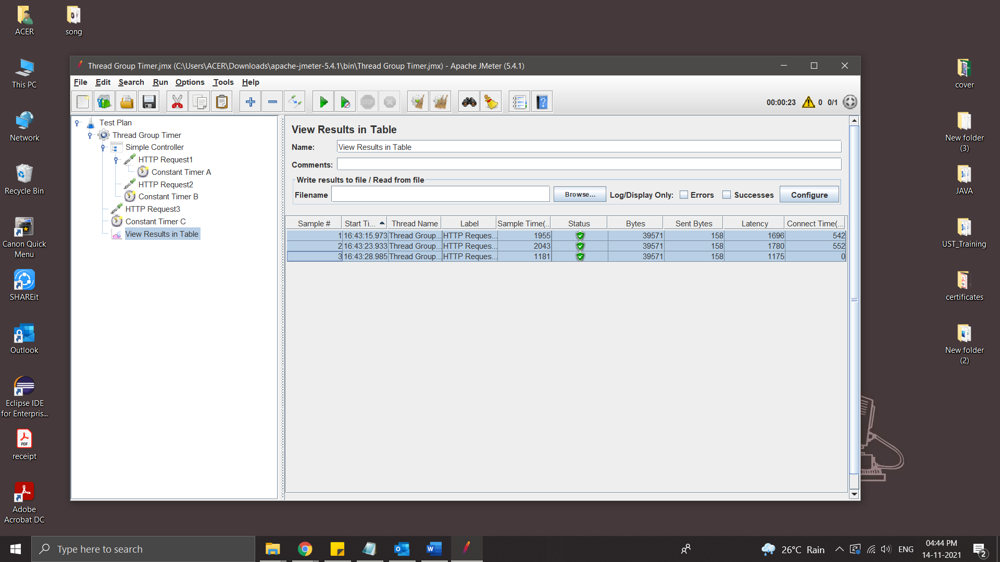 ACER
song
This PC
Network
Recycle Bin
Canon Quick
Menu
SHAREit
Outlook
Eclipse IDE
for Enterpris...
PDF
receipt
Adobe
Acrobat DC
Thread Group Timer.jmx (C:\Users\ACER\Downloads\apache-jmeter-5.4.1\bin\Thread Group Timer.jmx) - Apache JMeter (5.4.1)
File Edit Search Run Options Tools Help
STOP
00:00:23 0 0/1
Test Plan
Thread Group Timer
Simple Controller
HTTP Request1
Constant Timer A
HTTP Request2
Constant Timer B
HTTP Request3
Constant Timer C
View Results in Table
View Results in Table
Name: View Results in Table
Comments:
Write results to file / Read from file
Filename Browse... Log/Display Only: Errors Successes Configure
Sample # Start Ti... Thread Name Label Sample Time(.. Status Bytes Sent Bytes Latency Connect Time(...
1 16:43:15.973 Thread Group... HTTP Reques... 1955 39571 158 1696 542
2 16:43:23.933 Thread Group... HTTP Reques... 2043 39571 158 1780 552
3 16:43:28.985 Thread Group... HTTP Reques... 1181 39571 158 1175 0
cover
New folder
(3)
JAVA
UST_Training
certificates
New folder
(2)
Type here to search
26°C Rain
ENG
04:44 PM
14-11-2021
2